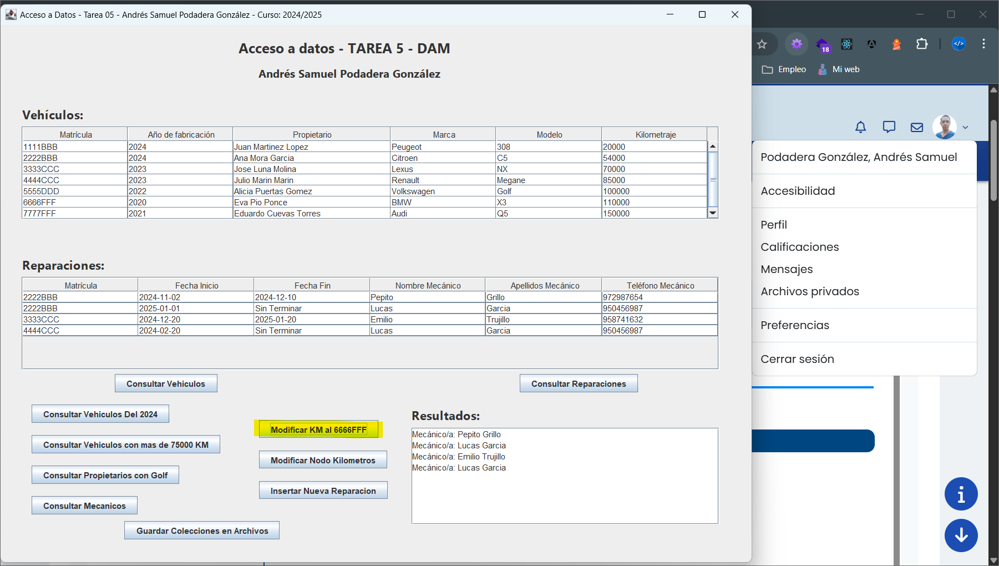 Acceso a Datos - Tarea 05 - Andrés Samuel Podadera González - Curso: 2024/2025
Acceso a datos - TAREA 5 - DAM
Andrés Samuel Podadera González
Vehículos:
Matrícula Año de fabricación Propietario Marca Modelo Kilometraje
1111BBB 2024 Juan Martinez Lopez Peugeot 308 20000
2222BBB 2024 Ana Mora Garcia Citroen C5 54000
3333CCC 2023 Jose Luna Molina Lexus NX 70000
4444CCC 2023 Julio Marin Marin Renault Megane 85000
5555DDD 2022 Alicia Puertas Gomez Volkswagen Golf 100000
6666FFF 2020 Eva Pio Ponce BMW X3 110000
7777FFF 2021 Eduardo Cuevas Torres Audi Q5 150000
Reparaciones:
Matrícula Fecha Inicio Fecha Fin Nombre Mecánico Apellidos Mecánico Teléfono Mecánico
2222BBB 2024-11-02 2024-12-10 Pepito Grillo 972987654
2222BBB 2025-01-01 Sin Terminar Lucas Garcia 950456987
3333CCC 2024-12-20 2025-01-20 Emilio Trujillo 958741632
4444CCC 2024-02-20 Sin Terminar Lucas Garcia 950456987
Consultar Vehiculos
Consultar Reparaciones
Consultar Vehiculos Del 2024
Consultar Vehiculos con mas de 75000 KM
Consultar Propietarios con Golf
Consultar Mecanicos
Modificar KM al 6666FFF
Modificar Nodo Kilometros
Insertar Nueva Reparacion
Guardar Colecciones en Archivos
Resultados:
Mecánico/a: Pepito Grillo
Mecánico/a: Lucas Garcia
Mecánico/a: Emilio Trujillo
Mecánico/a: Lucas Garcia
18
</>
Empleo
Mi web
Podadera González, Andrés Samuel
Accesibilidad
Perfil
Calificaciones
Mensajes
Archivos privados
Preferencias
Cerrar sesión